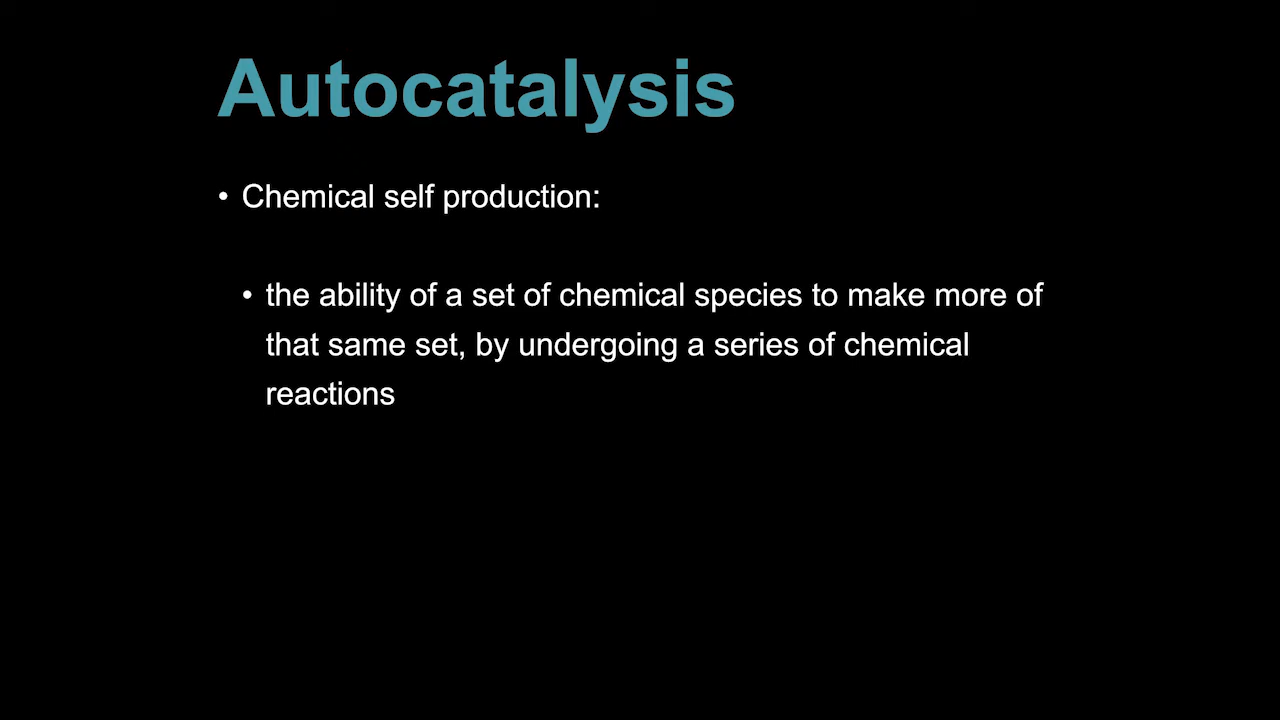 Autocatalysis
• Chemical self production:
• the ability of a set of chemical species to make more of
that same set, by undergoing a series of chemical
reactions